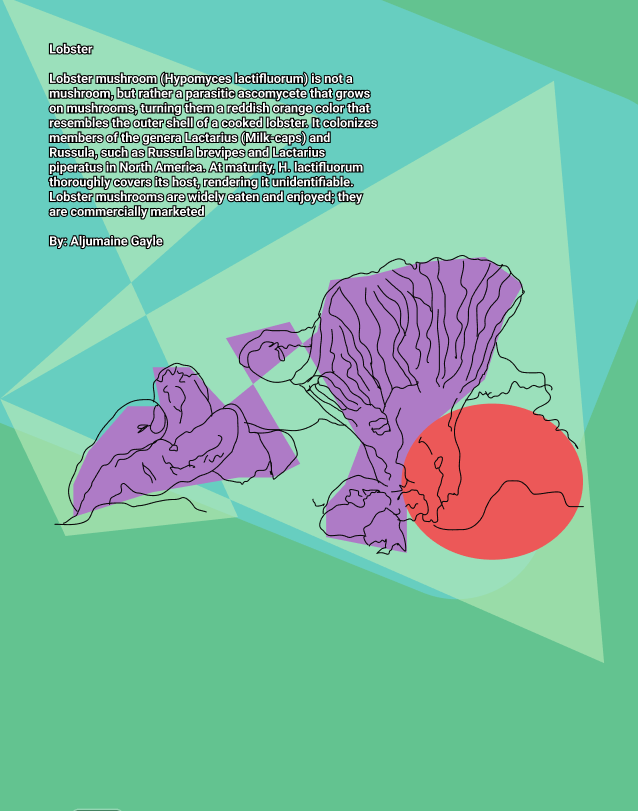 Lobster
Lobster mushroom (Hypomyces lactifluorum) is not a
mushroom, but rather a parasitic ascomycete that grows
on mushrooms, turning them a reddish orange color that
resembles the outer shell of a cooked lobster. It colonizes
members of the genera Lactarius (Milk-caps) and
Russula, such as Russula brevipes and Lactarius
piperatus in North America. At maturity, H. lactifluorum
thoroughly covers its host, rendering it unidentifiable.
Lobster mushrooms are widely eaten and enjoyed; they
are commercially marketed
By: Aljumaine Gayle